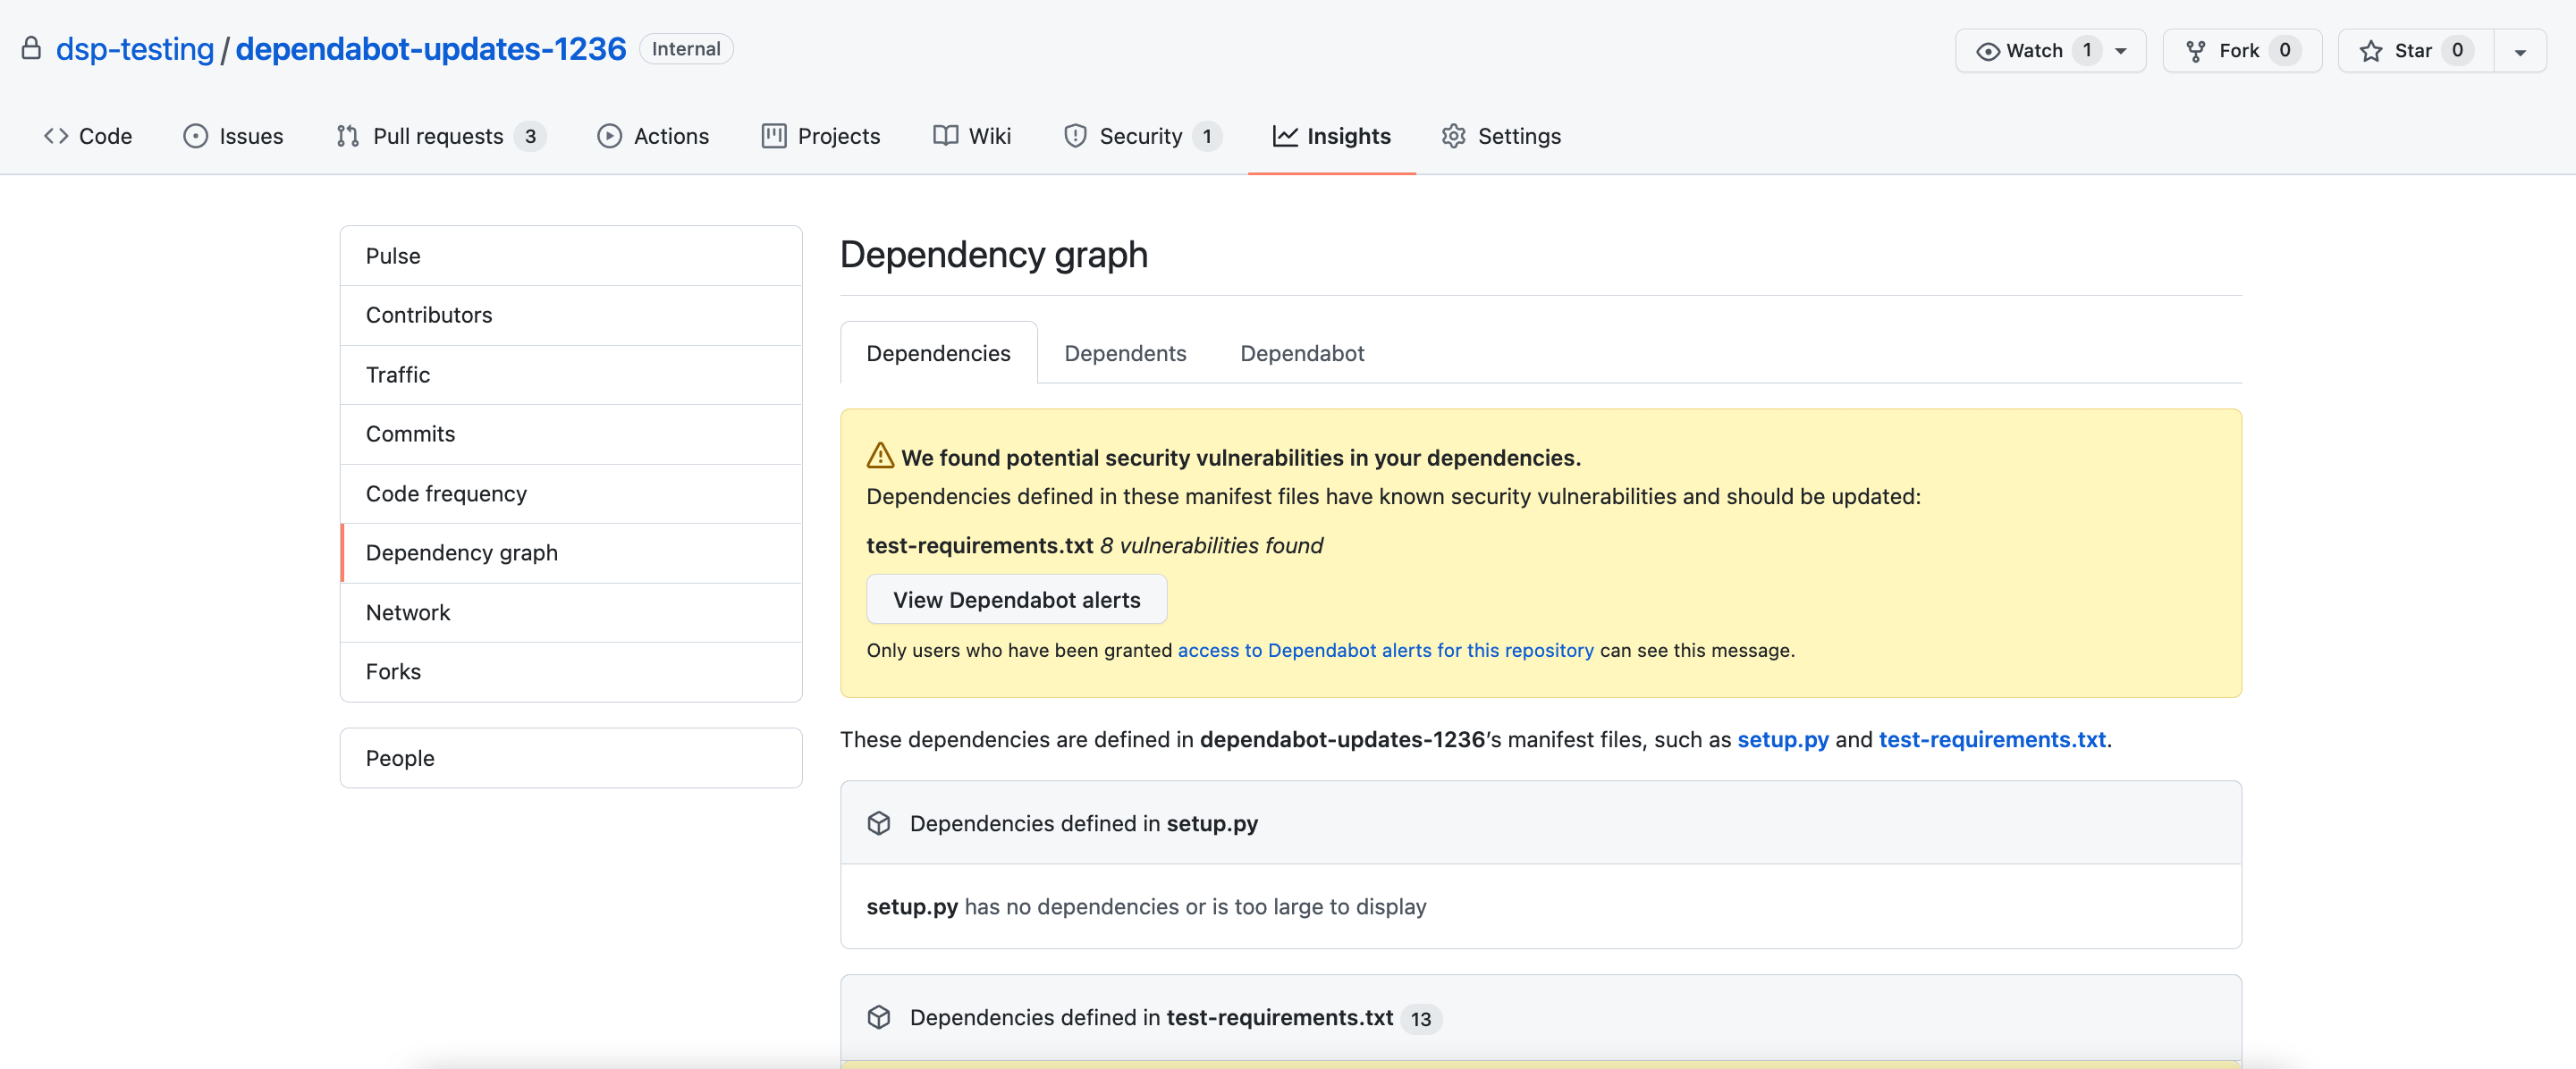 dsp-testing / dependabot-updates-1236 Internal
Watch 1 Fork 0 Star 0
Code Issues Pull requests 3 Actions Projects Wiki Security 1 Insights Settings
Pulse
Contributors
Traffic
Commits
Code frequency
Dependency graph
Network
Forks
People
Dependency graph
Dependencies Dependents Dependabot
We found potential security vulnerabilities in your dependencies.
Dependencies defined in these manifest files have known security vulnerabilities and should be updated:
test-requirements.txt 8 vulnerabilities found
View Dependabot alerts
Only users who have been granted access to Dependabot alerts for this repository can see this message.
These dependencies are defined in dependabot-updates-1236’s manifest files, such as setup.py and test-requirements.txt.
Dependencies defined in setup.py
setup.py has no dependencies or is too large to display
Dependencies defined in test-requirements.txt 13